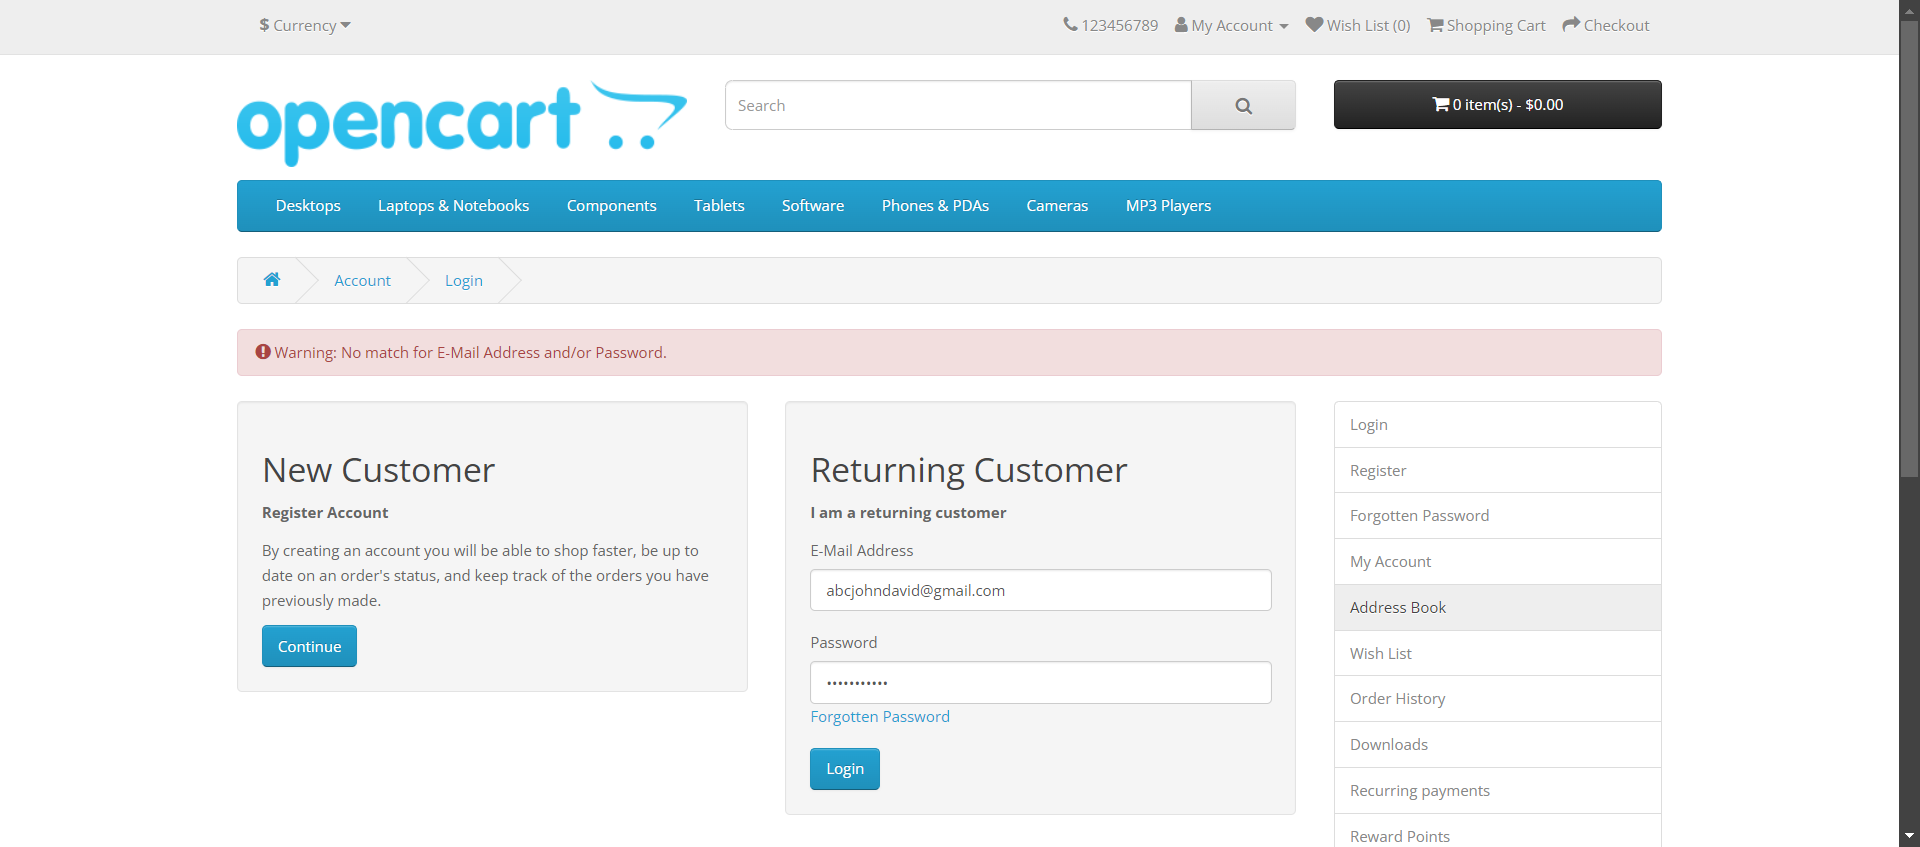 $ Currency
123456789 My Account Wish List (0) Shopping Cart Checkout
opencart
Search
0 item(s) - $0.00
Desktops Laptops & Notebooks Components Tablets Software Phones & PDAs Cameras MP3 Players
Account Login
Warning: No match for E-Mail Address and/or Password.
New Customer
Register Account
By creating an account you will be able to shop faster, be up to
date on an order's status, and keep track of the orders you have
previously made.
Continue
Returning Customer
I am a returning customer
E-Mail Address
abcjohndavid@gmail.com
Password
•••••••••••
Forgotten Password
Login
Login
Register
Forgotten Password
My Account
Address Book
Wish List
Order History
Downloads
Recurring payments
Reward Points